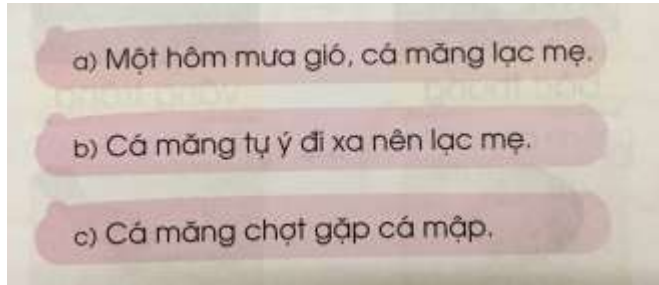 a) Một hôm mưa gió, cá măng lạc mẹ.
b) Cá măng tự ý đi xa nên lạc mẹ.
c) Cá măng chợt gặp cá mập.